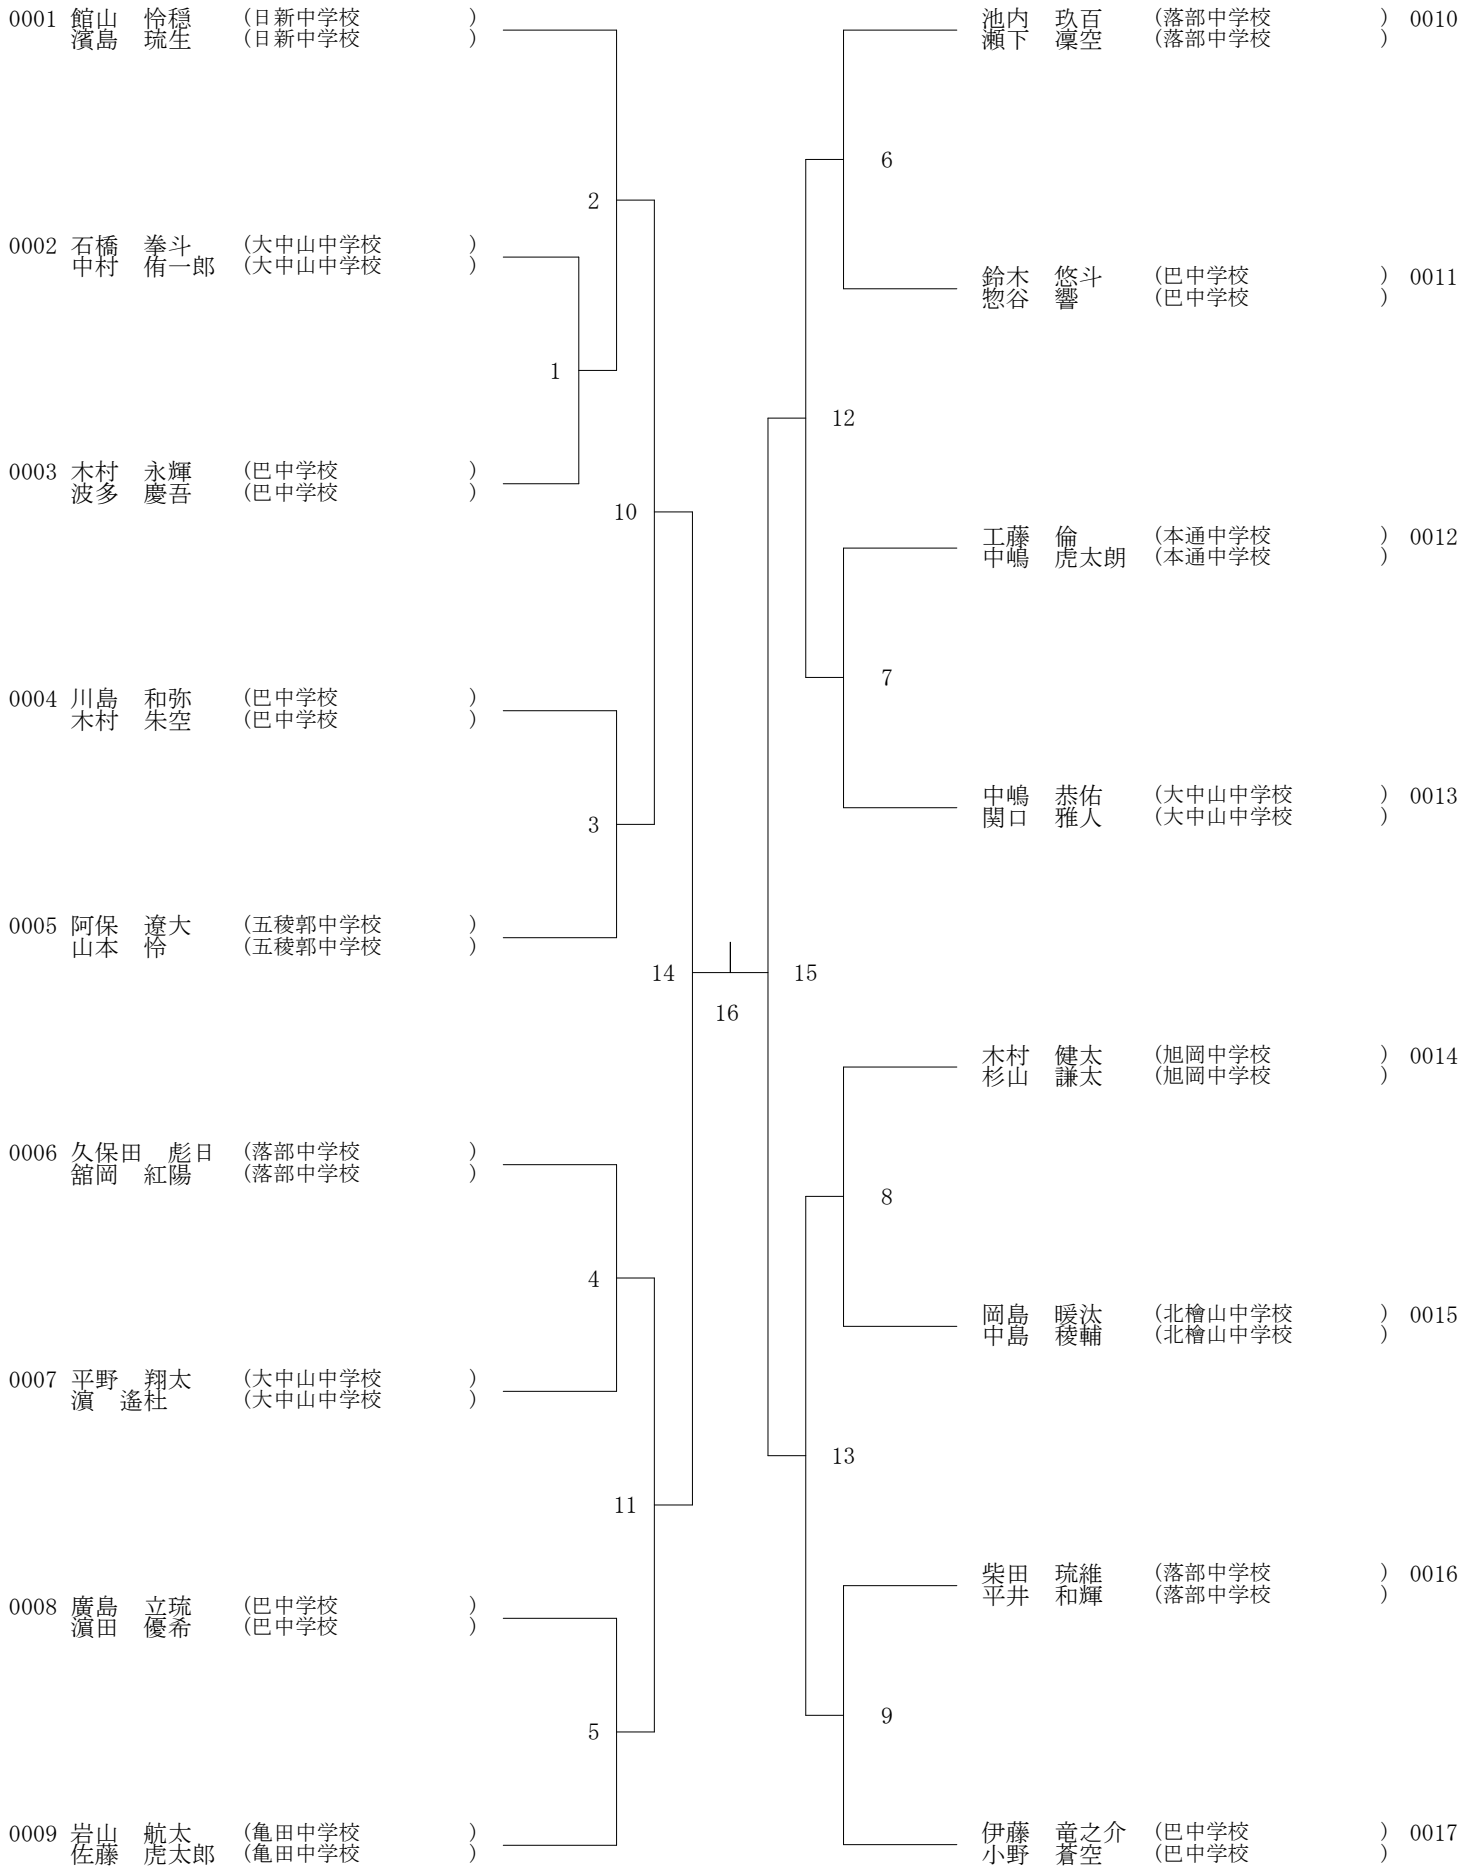 0001 館山　怜穏 (日新中学校 )
濱島　琉生 (日新中学校 )
2
0002 石橋　拳斗 (大中山中学校 )
中村　侑一郎 (大中山中学校 )
1
0003 木村　永輝 (巴中学校 )
波多　慶吾 (巴中学校 )
10
0004 川島　和弥 (巴中学校 )
木村　朱空 (巴中学校 )
3
0005 阿保　遼大 (五稜郭中学校 )
山本　怜 (五稜郭中学校 )
14
16
0006 久保田　彪日 (落部中学校 )
舘岡　紅陽 (落部中学校 )
4
0007 平野　翔太 (大中山中学校 )
濵　遙杜 (大中山中学校 )
11
0008 廣島　立琉 (巴中学校 )
濵田　優希 (巴中学校 )
5
0009 岩山　航太 (亀田中学校 )
佐藤　虎太郎 (亀田中学校 )
池内　玖百 (落部中学校 ) 0010
瀬下　凜空 (落部中学校 )
6
鈴木　悠斗 (巴中学校 ) 0011
惣谷　響 (巴中学校 )
12
工藤　倫 (本通中学校 ) 0012
中嶋　虎太朗 (本通中学校 )
7
中嶋　恭佑 (大中山中学校 ) 0013
関口　雅人 (大中山中学校 )
15
木村　健太 (旭岡中学校 ) 0014
杉山　謙太 (旭岡中学校 )
8
岡島　暖汰 (北檜山中学校 ) 0015
中島　稜輔 (北檜山中学校 )
13
柴田　琉維 (落部中学校 ) 0016
平井　和輝 (落部中学校 )
9
伊藤　竜之介 (巴中学校 ) 0017
小野　蒼空 (巴中学校 )